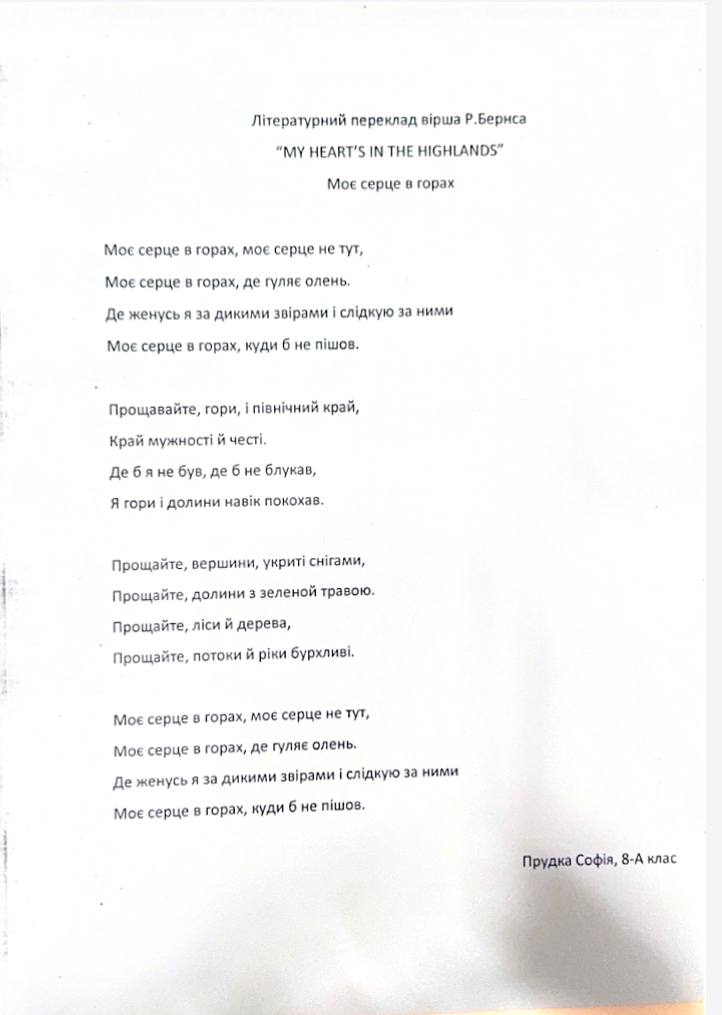 Літературний переклад вірша Р.Бернса
“MY HEART’S IN THE HIGHLANDS”
Моє серце в горах
Моє серце в горах, моє серце не тут,
Моє серце в горах, де гуляє олень.
Де женусь я за дикими звірами і слідкую за ними
Моє серце в горах, куди б не пішов.
Прощавайте, гори, і північний край,
Край мужності й честі.
Де б я не був, де б не блукав,
Я гори і долини навік покохав.
Прощайте, вершини, укриті снігами,
Прощайте, долини з зеленой травою.
Прощайте, ліси й дерева,
Прощайте, потоки й ріки бурхливі.
Моє серце в горах, моє серце не тут,
Моє серце в горах, де гуляє олень.
Де женусь я за дикими звірами і слідкую за ними
Моє серце в горах, куди б не пішов.
Прудка Софія, 8-А клас